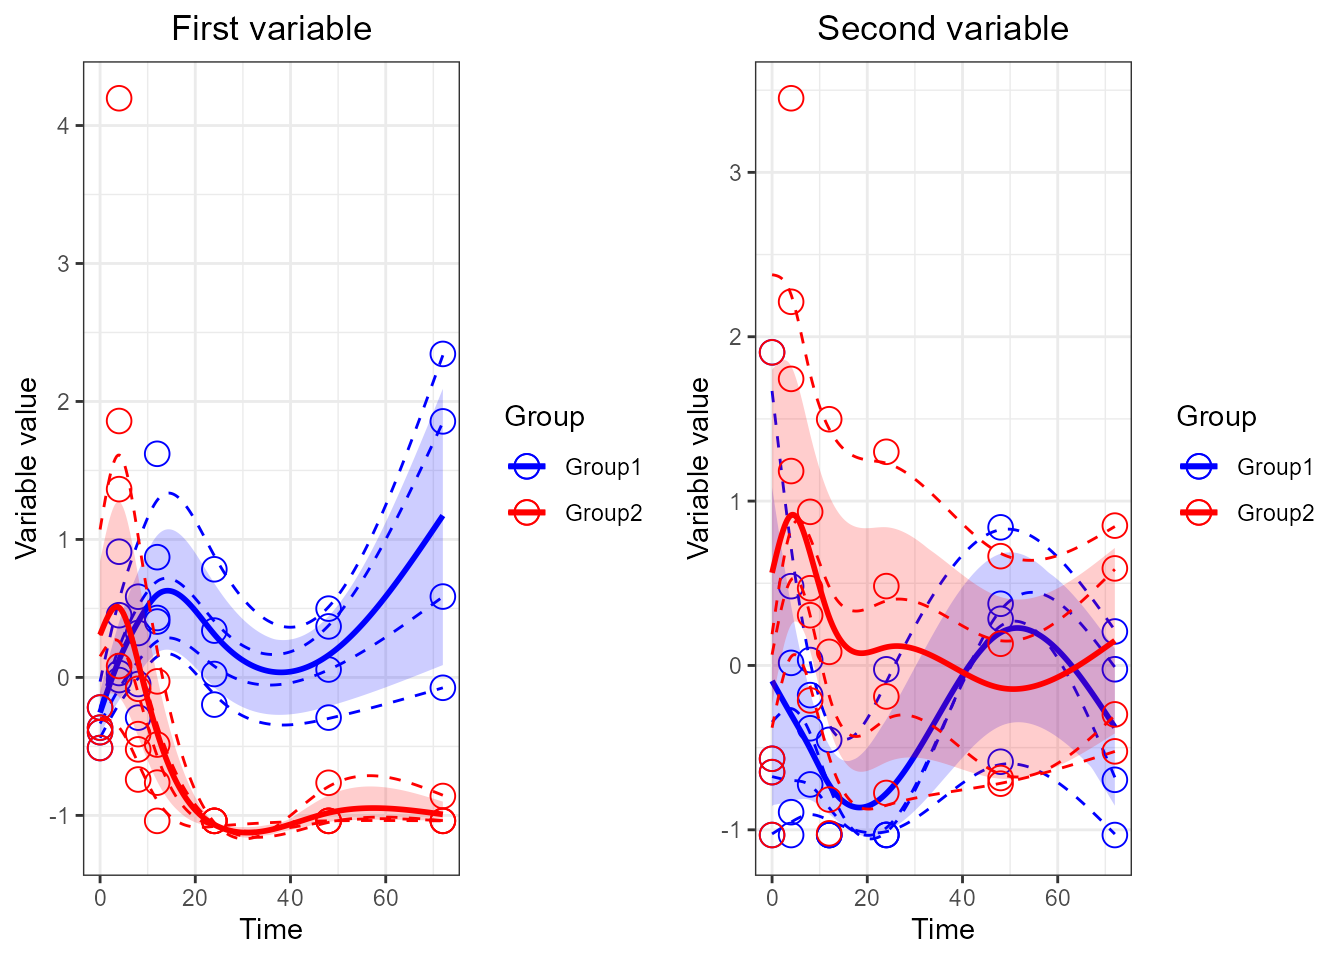 First variable
Variable value
4
3
2
1
0
-1
0 20 40 60
Time
Group
Group1
Group2
Second variable
Variable value
3
2
1
0
-1
0 20 40 60
Time
Group
Group1
Group2